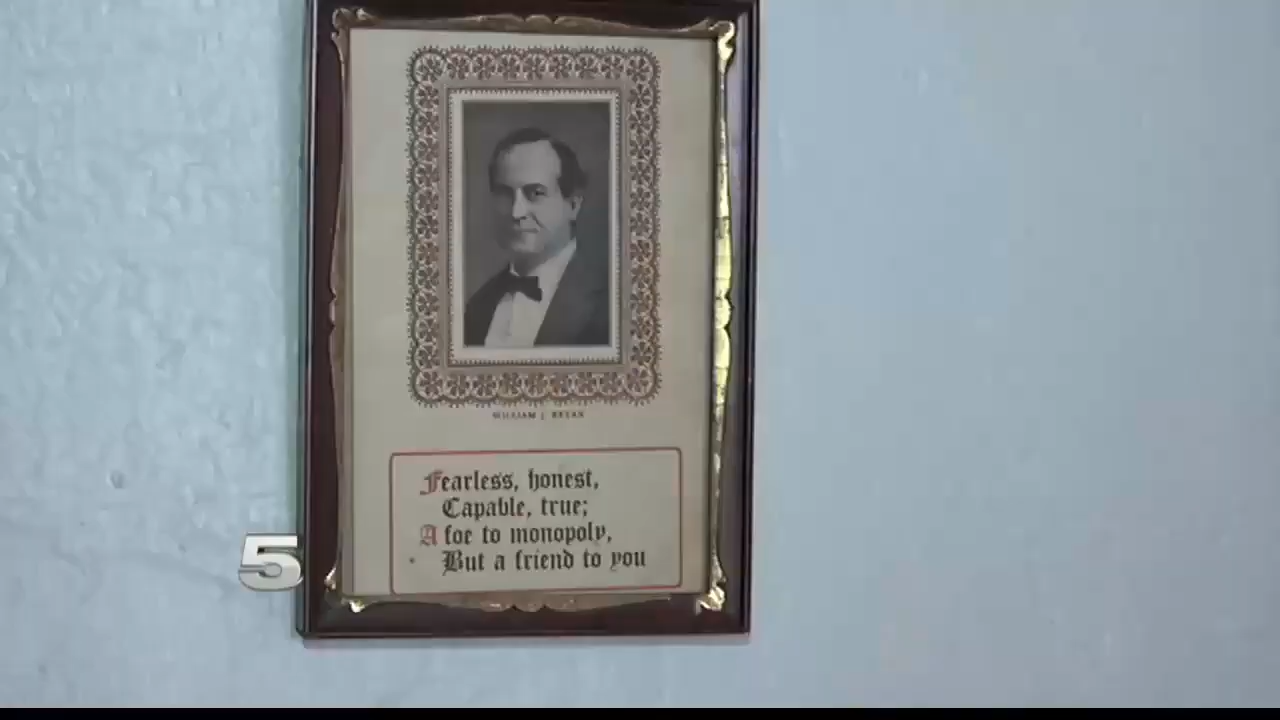 WILLIAM J. BRYAN
Fearless, honest,
Capable, true;
A foe to monopoly,
But a friend to you
5